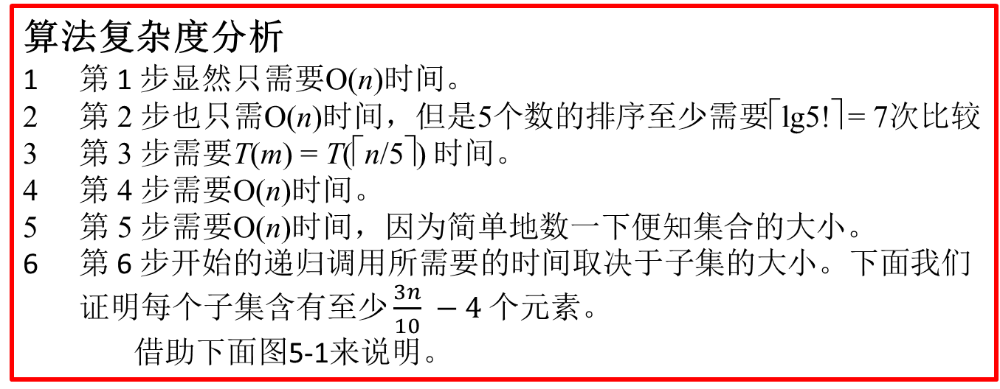 算法复杂度分析
1 第 1 步显然只需要O(n)时间。
2 第 2 步也只需O(n)时间，但是5个数的排序至少需要⌈lg5!⌉= 7次比较
3 第 3 步需要T(m) = T(⌈n/5⌉) 时间。
4 第 4 步需要O(n)时间。
5 第 5 步需要O(n)时间，因为简单地数一下便知集合的大小。
6 第 6 步开始的递归调用所需要的时间取决于子集的大小。下面我们
证明每个子集含有至少 3n/10 − 4 个元素。
借助下面图5-1来说明。